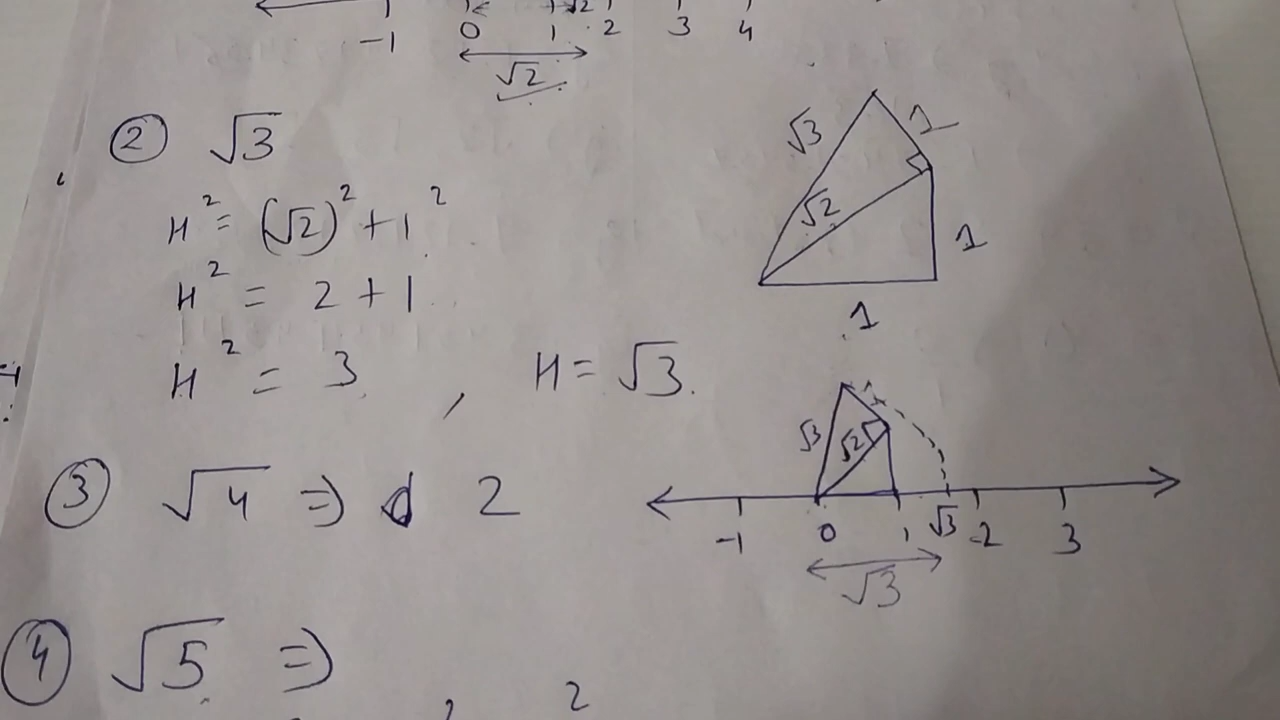 -1 0 1 √2 2 3 4
√2
② √3
H² = (√2)² + 1²
H² = 2 + 1
H² = 3 , H = √3
√3 1
√2
1
1
√3 √2
-1 0 1 √3 2 3
√3
③ √4 ⇒ 2
④ √5 ⇒
2 2